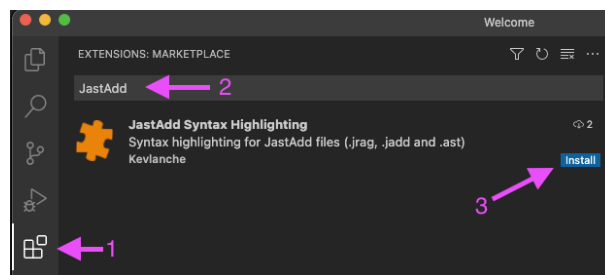 Welcome
EXTENSIONS: MARKETPLACE
JastAdd
2
JastAdd Syntax Highlighting
2
Syntax highlighting for JastAdd files (.jrag, .jadd and .ast)
Kevlanche
Install
3
1